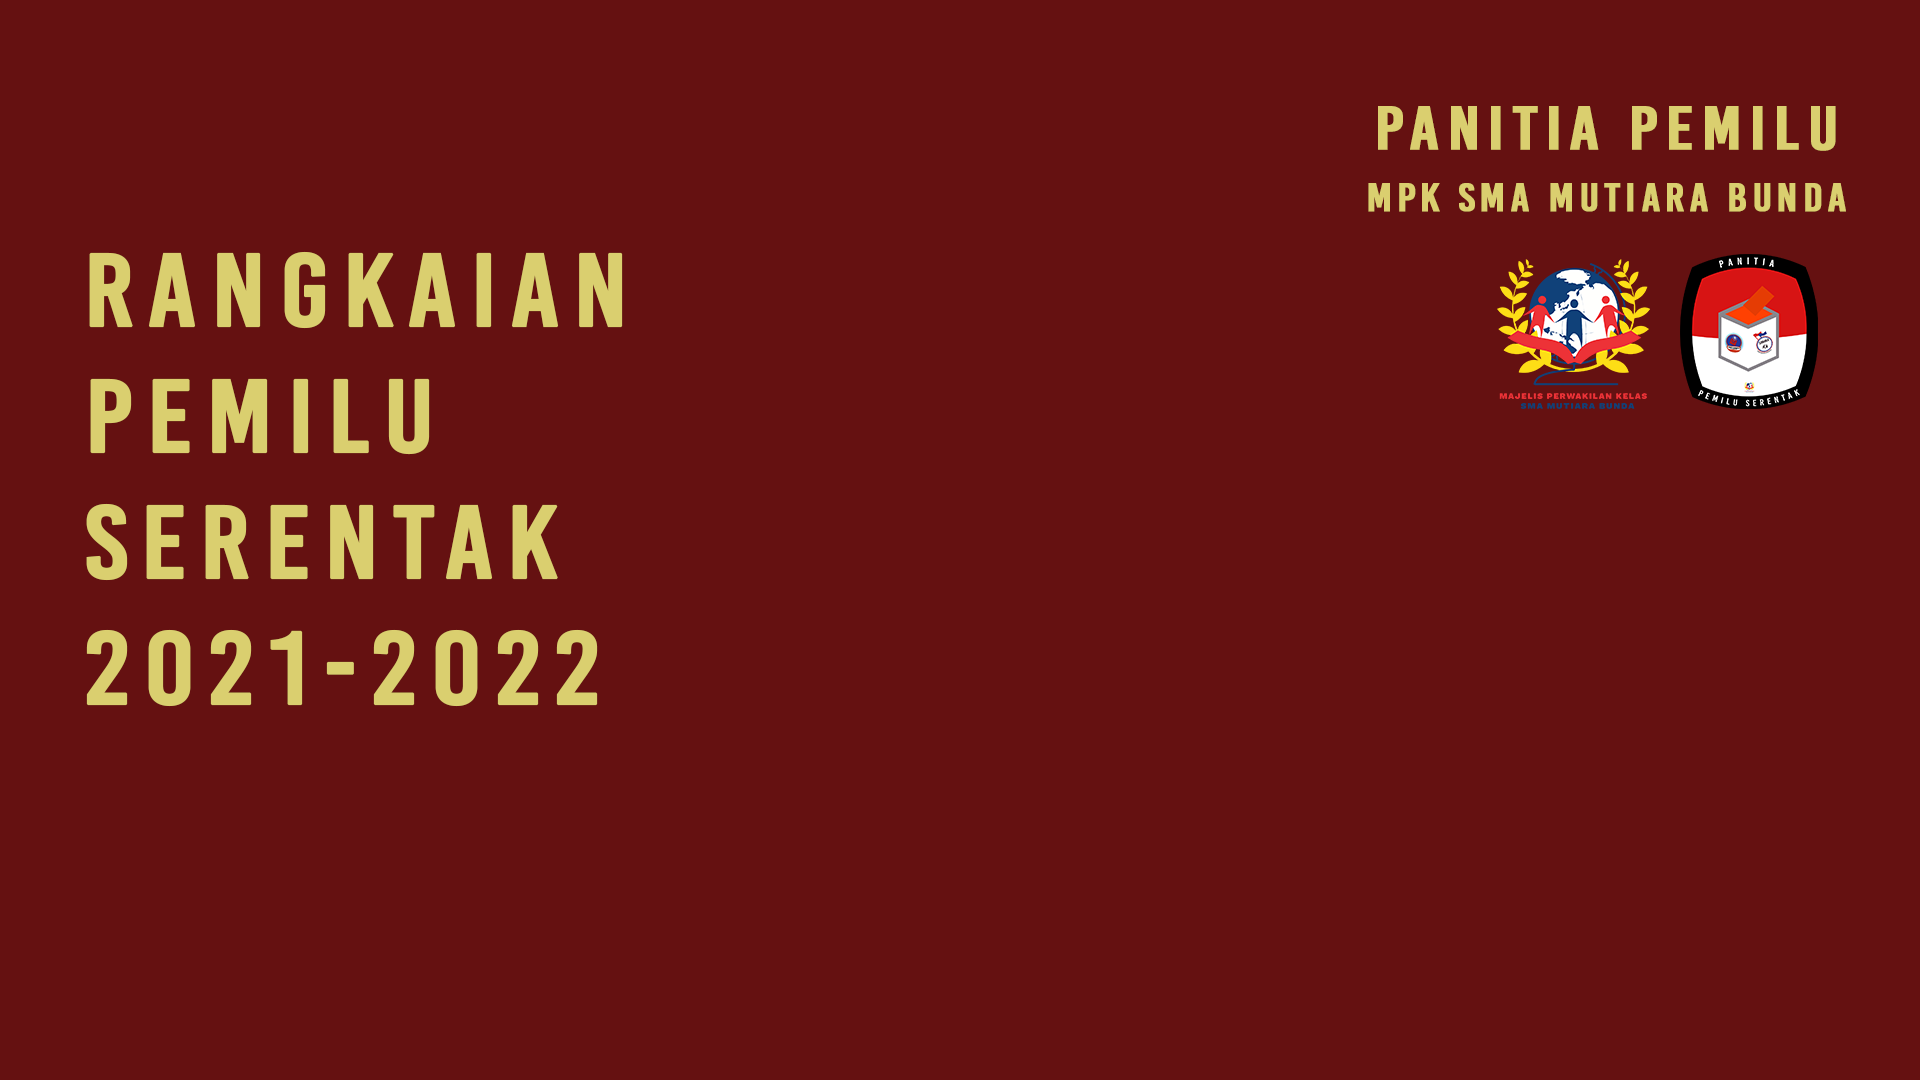 RANGKAIAN
PEMILU
SERENTAK
2021-2022
PANITIA PEMILU
MPK SMA MUTIARA BUNDA
MAJELIS PERWAKILAN KELAS
SMA MUTIARA BUNDA
PANITIA
PEMILU SERENTAK